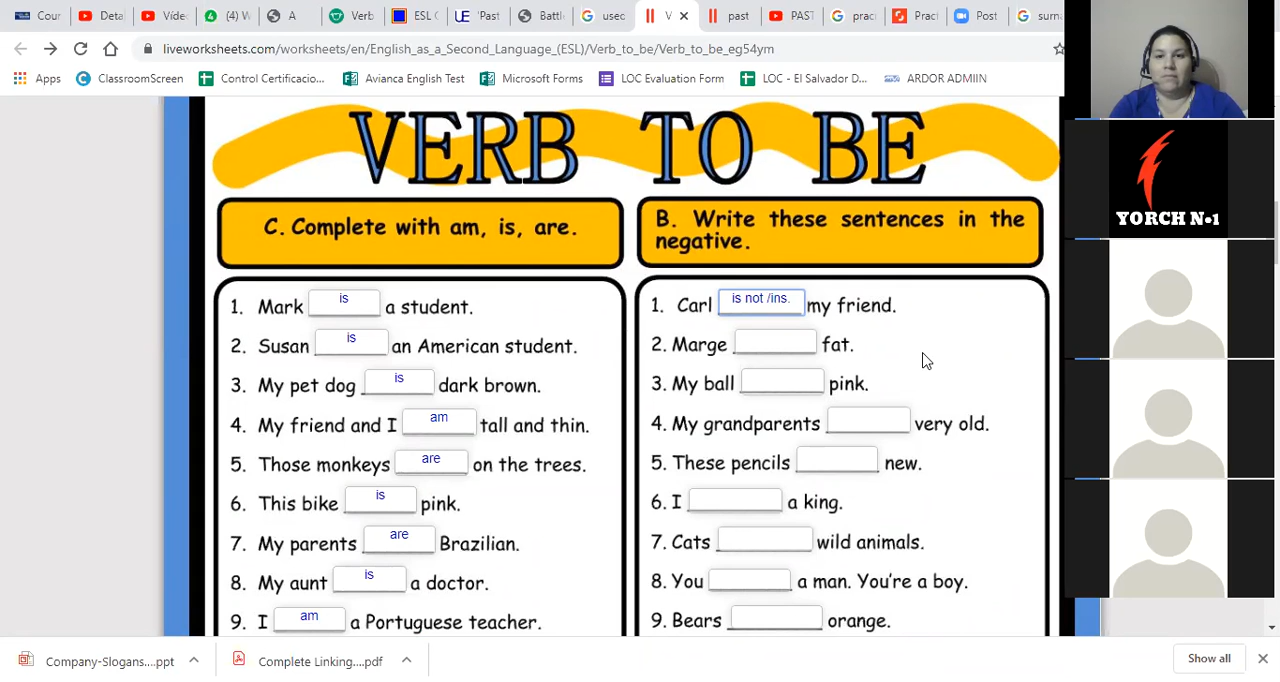 Cour
Deta
Vídeo
(4) W
A
Verb
ESL
'Past
Battl
usec
V
past
PAST
prac
Pract
Post
surna
liveworksheets.com/worksheets/en/English_as_a_Second_Language_(ESL)/Verb_to_be/Verb_to_be_eg54ym
Apps
ClassroomScreen
Control Certificacio...
Avianca English Test
Microsoft Forms
LOC Evaluation Form
LOC - El Salvador D...
ARDOR ADMIIN
VERB TO BE
YORCH N•1
C. Complete with am, is, are.
1. Mark is a student.
2. Susan is an American student.
3. My pet dog is dark brown.
4. My friend and I am tall and thin.
5. Those monkeys are on the trees.
6. This bike is pink.
7. My parents are Brazilian.
8. My aunt is a doctor.
9. I am a Portuguese teacher.
B. Write these sentences in the
negative.
1. Carl is not /ins. my friend.
2. Marge fat.
3. My ball pink.
4. My grandparents very old.
5. These pencils new.
6. I a king.
7. Cats wild animals.
8. You a man. You're a boy.
9. Bears orange.
Company-Slogans....ppt
Complete Linking....pdf
Show all